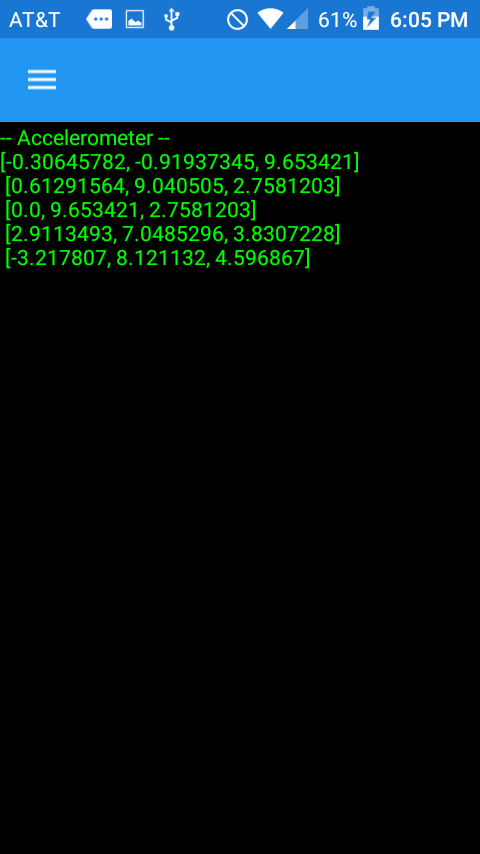 AT&T 61% 6:05 PM
-- Accelerometer --
[-0.30645782, -0.91937345, 9.653421]
[0.61291564, 9.040505, 2.7581203]
[0.0, 9.653421, 2.7581203]
[2.9113493, 7.0485296, 3.8307228]
[-3.217807, 8.121132, 4.596867]